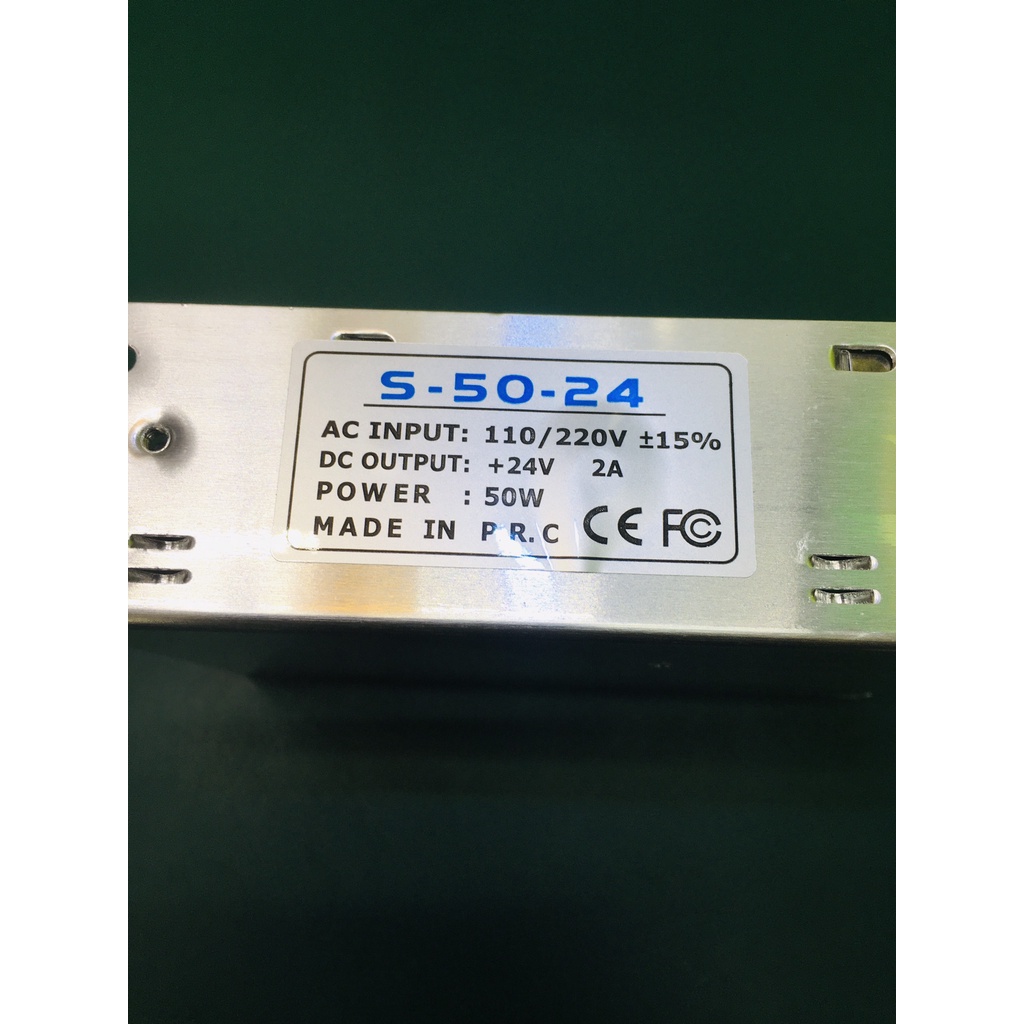 S-50-24
AC INPUT: 110/220V ±15%
DC OUTPUT: +24V 2A
POWER : 50W
MADE IN P.R.C CE FC